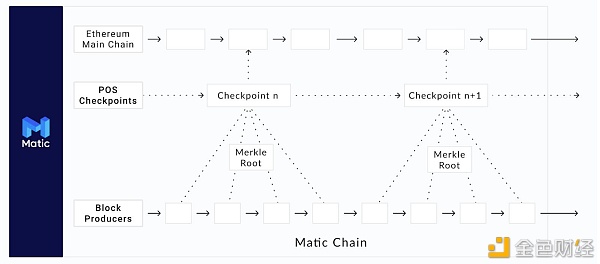 Ethereum
Main Chain
POS
Checkpoints
Checkpoint n
Checkpoint n+1
Matic
Merkle
Root
Merkle
Root
Block
Producers
Matic Chain
金色财经